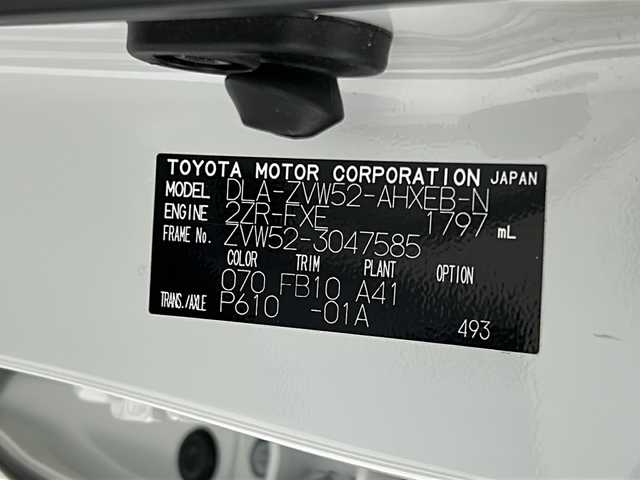 TOYOTA MOTOR CORPORATION JAPAN
MODEL DLA-ZVW52-AHXEB-N
ENGINE 2ZR-FXE 1797 mL
FRAME No. ZVW52-3047585
COLOR TRIM PLANT OPTION
070 FB10 A41
TRANS./AXLE P610 -01A
493